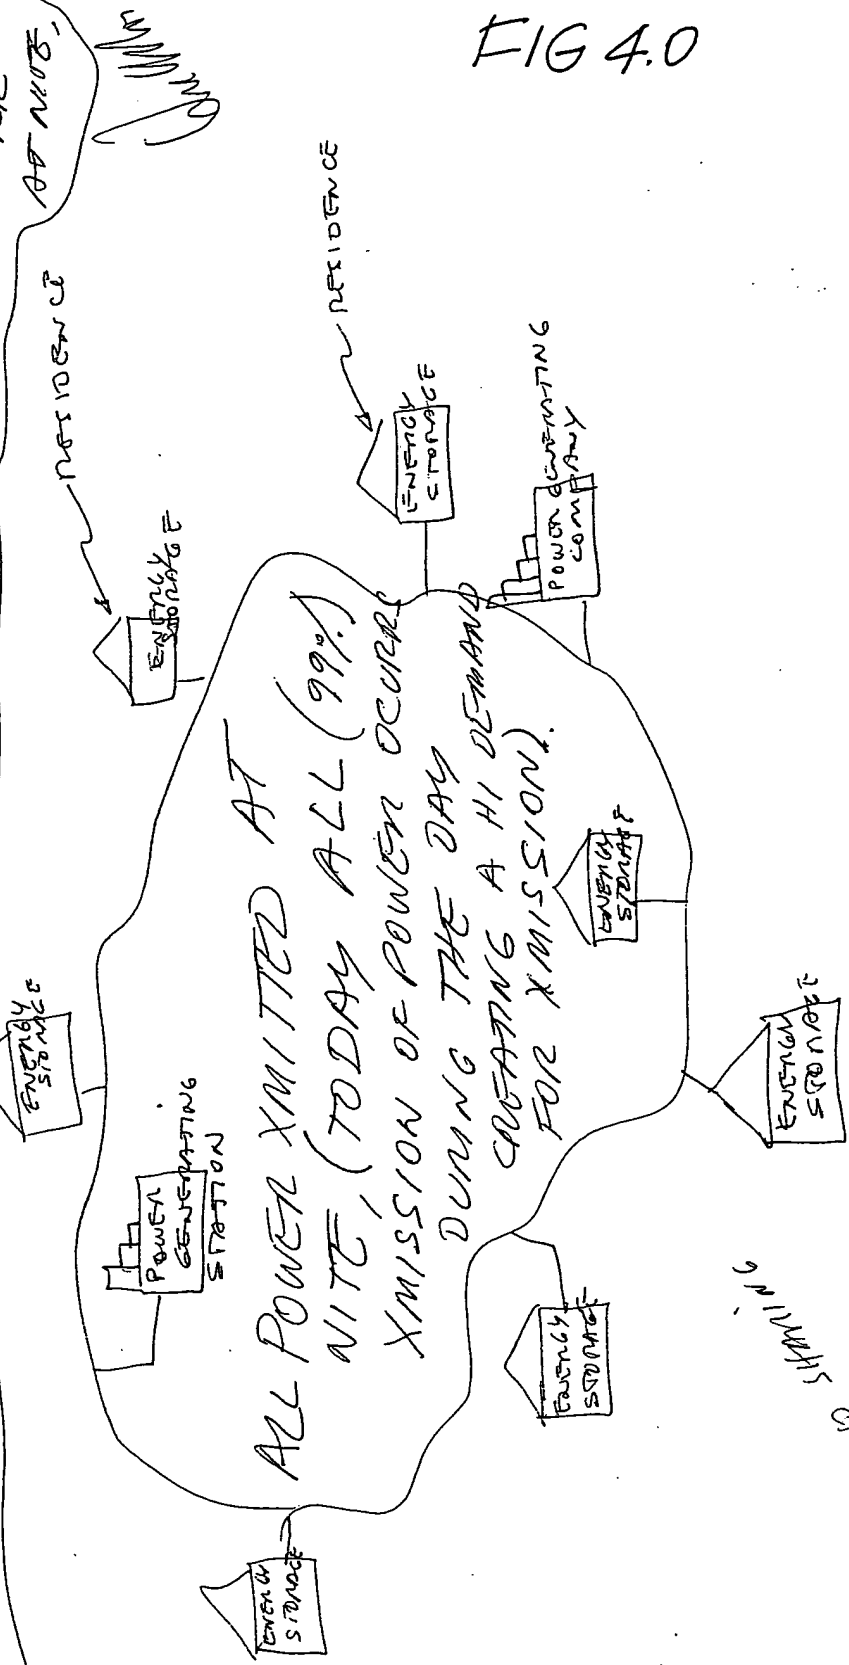 FIG 4.0
AT NITE,
RESIDENCE
RESIDENCE
ENERGY
STORAGE
ENERGY
STORAGE
ENERGY
STORAGE
POWER
GENERATING
STATION
POWER GENERATING
COMPANY
ALL POWER XMITTED AT
NITE, (TODAY ALL (99%)
XMISSION OF POWER OCURRS
DURING THE DAY
CREATING A HI DEMAND
FOR XMISSION).
ENERGY
STORAGE
ENERGY
STORAGE
ENERGY
STORAGE
ENERGY
STORAGE
SHARING